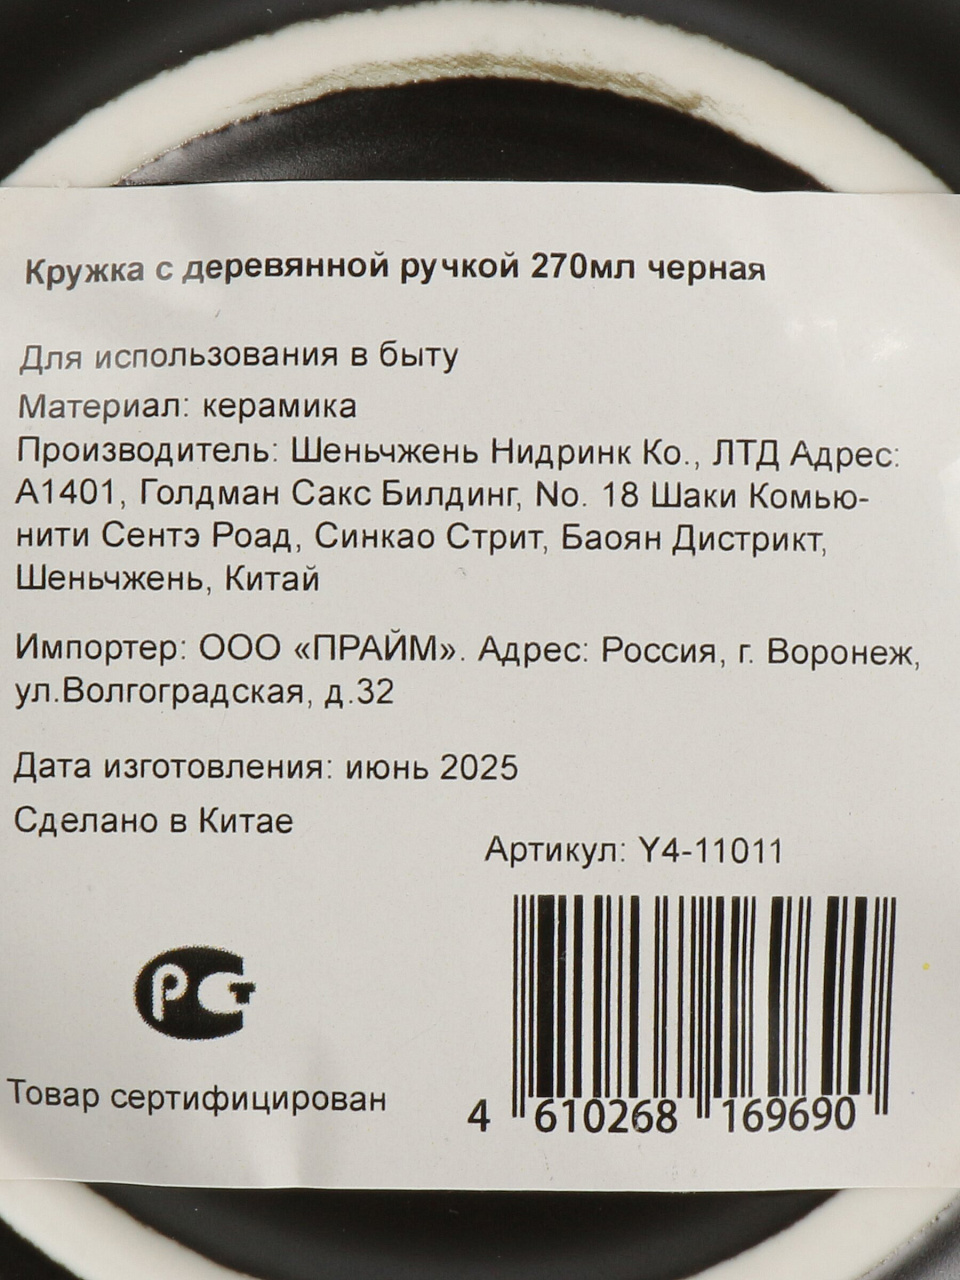 Кружка с деревянной ручкой 270мл черная
Для использования в быту
Материал: керамика
Производитель: Шеньчжень Нидринк Ко., ЛТД Адрес:
А1401, Голдман Сакс Билдинг, No. 18 Шаки Комью-
нити Сентэ Роад, Синкао Стрит, Баоян Дистрикт,
Шеньчжень, Китай
Импортер: ООО «ПРАЙМ». Адрес: Россия, г. Воронеж,
ул.Волгоградская, д.32
Дата изготовления: июнь 2025
Сделано в Китае
Артикул: Y4-11011
РСТ
Товар сертифицирован
4 610268 169690